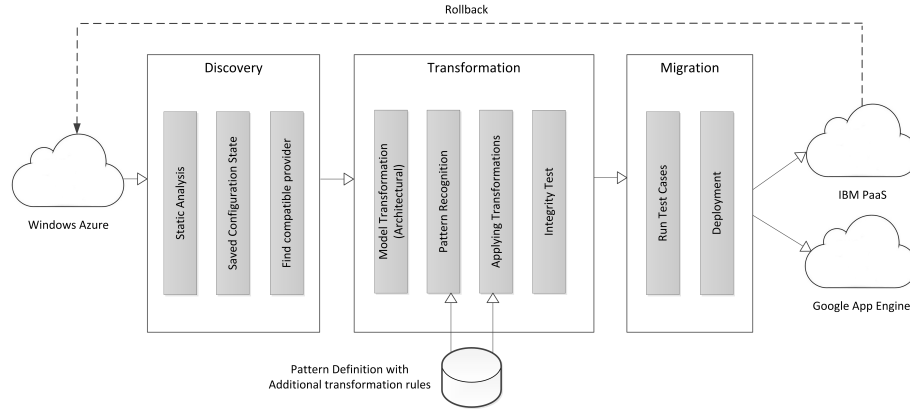 Rollback
Discovery
Transformation
Migration
Windows Azure
Static Analysis
Saved Configuration State
Find compatible provider
Model Transformation
(Architectural)
Pattern Recognition
Applying Transformations
Integrity Test
Run Test Cases
Deployment
IBM PaaS
Google App Engine
Pattern Definition with
Additional transformation rules